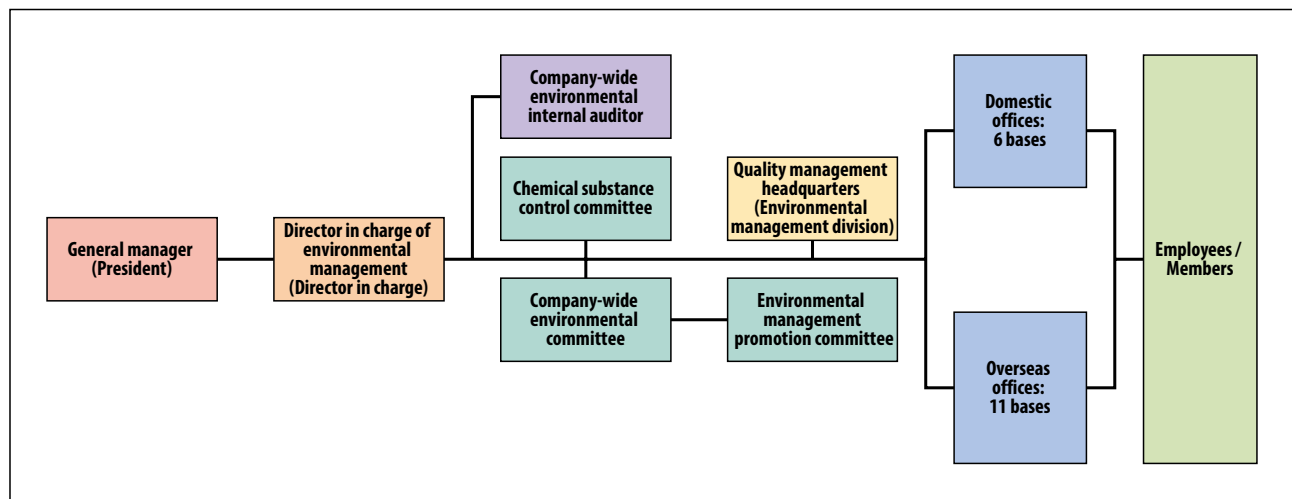 General manager
(President)
Director in charge of
environmental
management
(Director in charge)
Company-wide
environmental
internal auditor
Chemical substance
control committee
Company-wide
environmental
committee
Quality management
headquarters
(Environmental
management division)
Environmental
management
promotion committee
Domestic
offices:
6 bases
Overseas
offices:
11 bases
Employees /
Members